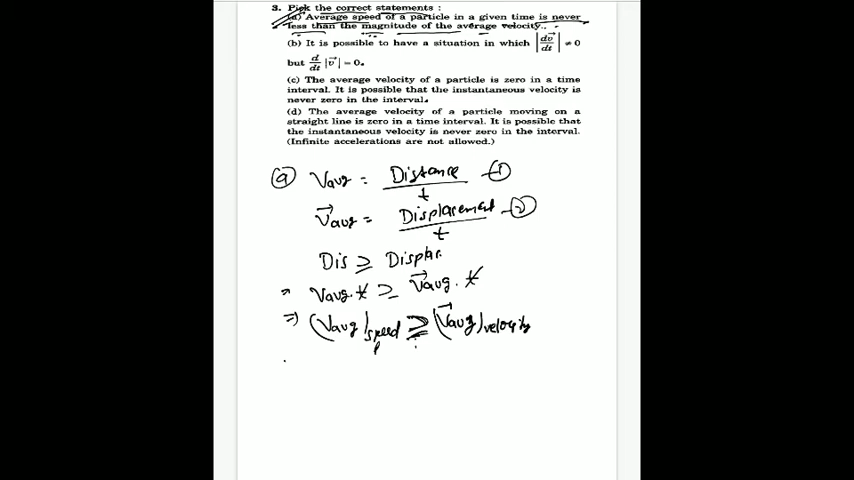 3. Pick the correct statements :
(a) Average speed of a particle in a given time is never
less than the magnitude of the average velocity.
(b) It is possible to have a situation in which |dv⃗/dt| ≠ 0
but d/dt |v⃗| = 0.
(c) The average velocity of a particle is zero in a time
interval. It is possible that the instantaneous velocity is
never zero in the interval.
(d) The average velocity of a particle moving on a
straight line is zero in a time interval. It is possible that
the instantaneous velocity is never zero in the interval.
(Infinite accelerations are not allowed.)
(a) Vavg = Distance / t - (1)
V⃗avg = Displacement / t - (2)
Dis ≥ Displac
Vavg. t ≥ V⃗avg. t
⇒ (Vavg)speed ≥ (V⃗avg)velocity